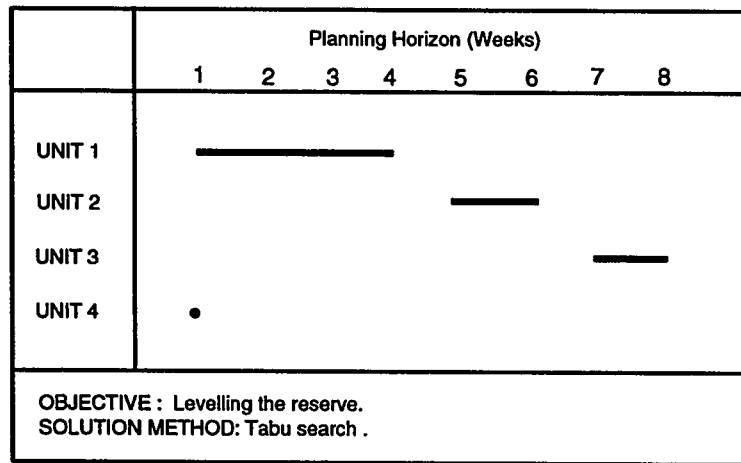 Planning Horizon (Weeks)
1 2 3 4 5 6 7 8
UNIT 1
UNIT 2
UNIT 3
UNIT 4
OBJECTIVE : Levelling the reserve.
SOLUTION METHOD: Tabu search .